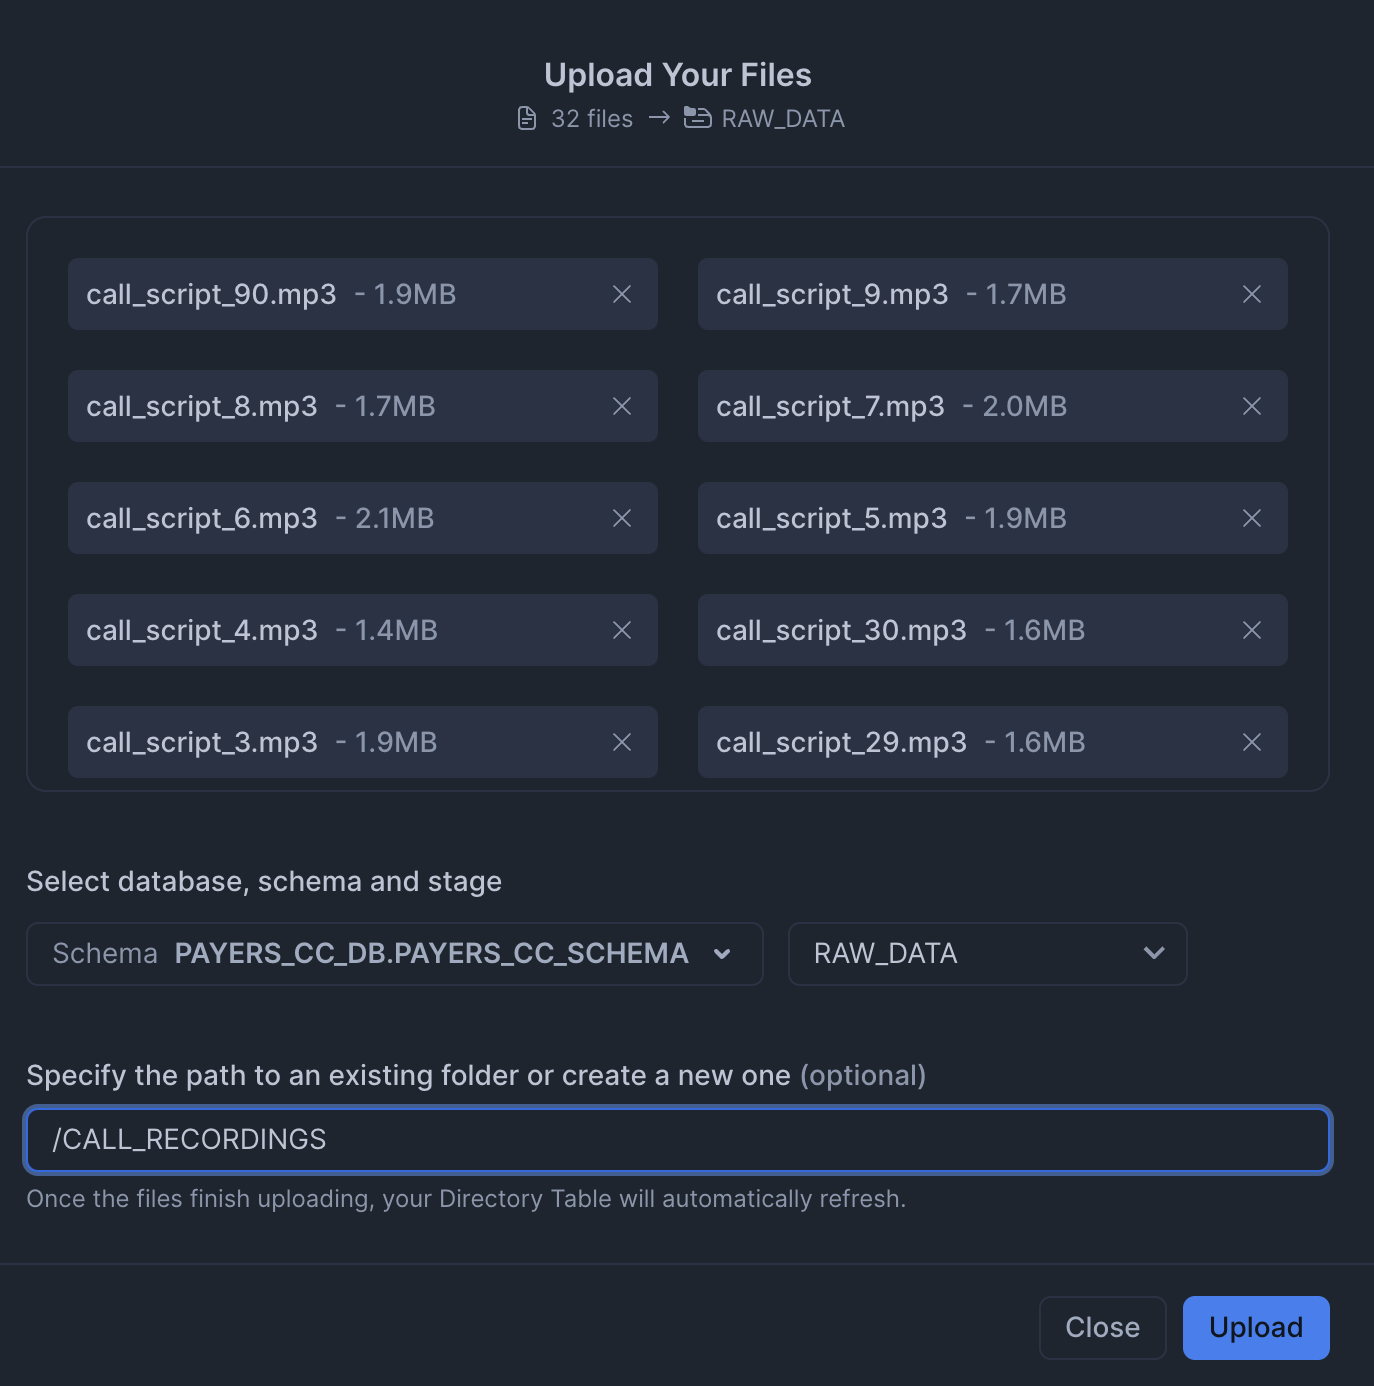 Upload Your Files
32 files → RAW_DATA
call_script_90.mp3 - 1.9MB
call_script_9.mp3 - 1.7MB
call_script_8.mp3 - 1.7MB
call_script_7.mp3 - 2.0MB
call_script_6.mp3 - 2.1MB
call_script_5.mp3 - 1.9MB
call_script_4.mp3 - 1.4MB
call_script_30.mp3 - 1.6MB
call_script_3.mp3 - 1.9MB
call_script_29.mp3 - 1.6MB
Select database, schema and stage
Schema PAYERS_CC_DB.PAYERS_CC_SCHEMA
RAW_DATA
Specify the path to an existing folder or create a new one (optional)
/CALL_RECORDINGS
Once the files finish uploading, your Directory Table will automatically refresh.
Close
Upload